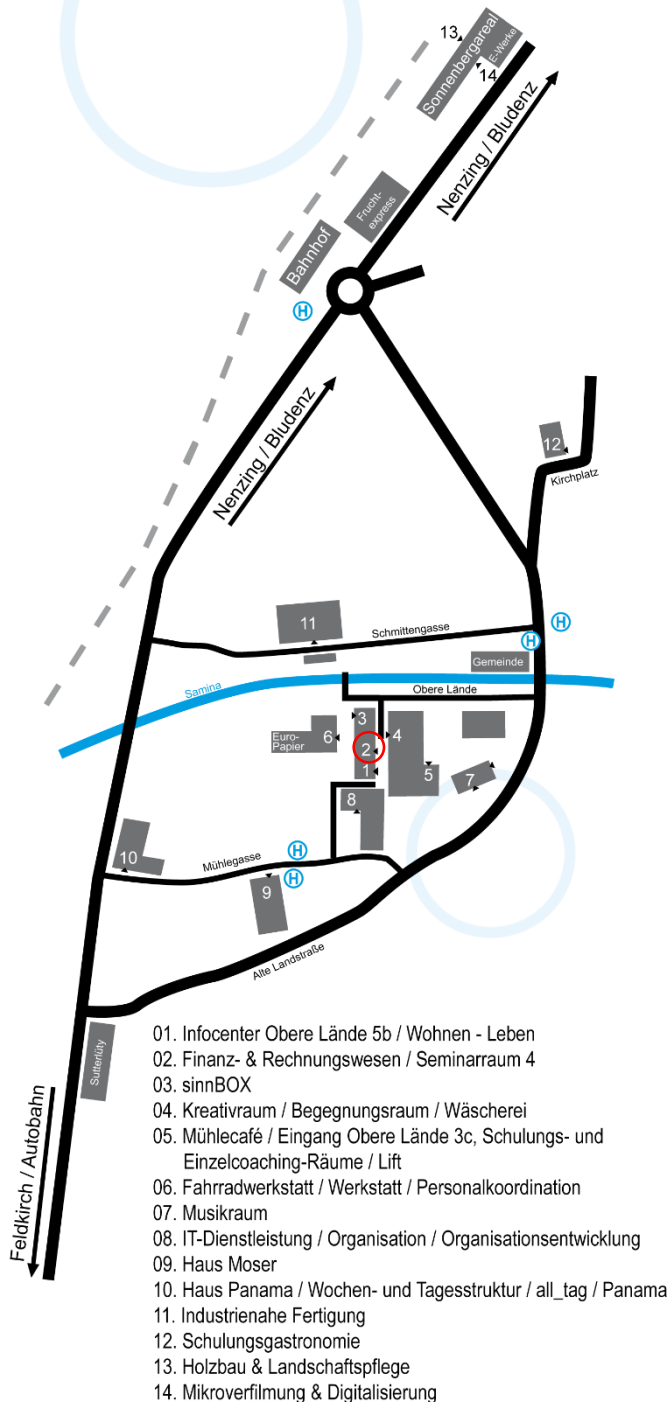 13
Sonnenbergareal
E-Werke
14
Nenzing / Bludenz
Frucht-
express
Bahnhof
H
Nenzing / Bludenz
12
Kirchplatz
11
Schmittengasse
H
H
Gemeinde
Samina
Obere Lände
3
Euro-
Papier
6
4
2
1
5
7
8
10
Mühlegasse
H
H
9
Alte Landstraße
Sutterlüty
Feldkirch / Autobahn
01. Infocenter Obere Lände 5b / Wohnen - Leben
02. Finanz- & Rechnungswesen / Seminarraum 4
03. sinnBOX
04. Kreativraum / Begegnungsraum / Wäscherei
05. Mühlecafé / Eingang Obere Lände 3c, Schulungs- und
Einzelcoaching-Räume / Lift
06. Fahrradwerkstatt / Werkstatt / Personalkoordination
07. Musikraum
08. IT-Dienstleistung / Organisation / Organisationsentwicklung
09. Haus Moser
10. Haus Panama / Wochen- und Tagesstruktur / all_tag / Panama
11. Industrienahe Fertigung
12. Schulungsgastronomie
13. Holzbau & Landschaftspflege
14. Mikroverfilmung & Digitalisierung